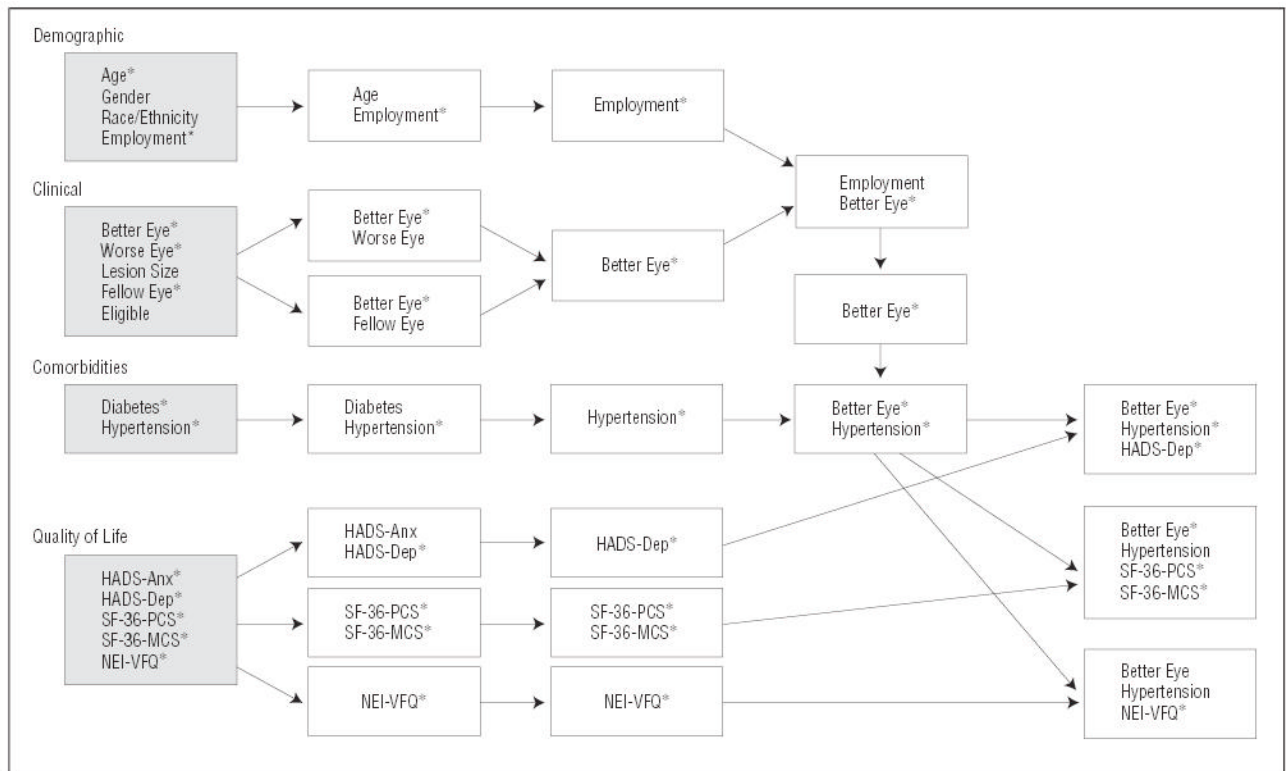 Demographic
Age*
Gender
Race/Ethnicity
Employment*
Age
Employment*
Employment*
Employment
Better Eye*
Clinical
Better Eye*
Worse Eye*
Lesion Size
Fellow Eye*
Eligible
Better Eye*
Worse Eye
Better Eye*
Fellow Eye
Better Eye*
Better Eye*
Comorbidities
Diabetes*
Hypertension*
Diabetes
Hypertension*
Hypertension*
Better Eye*
Hypertension*
Better Eye*
Hypertension*
HADS-Dep*
Quality of Life
HADS-Anx*
HADS-Dep*
SF-36-PCS*
SF-36-MCS*
NEI-VFQ*
HADS-Anx
HADS-Dep*
HADS-Dep*
SF-36-PCS*
SF-36-MCS*
SF-36-PCS*
SF-36-MCS*
Better Eye*
Hypertension
SF-36-PCS*
SF-36-MCS*
NEI-VFQ*
NEI-VFQ*
Better Eye
Hypertension
NEI-VFQ*